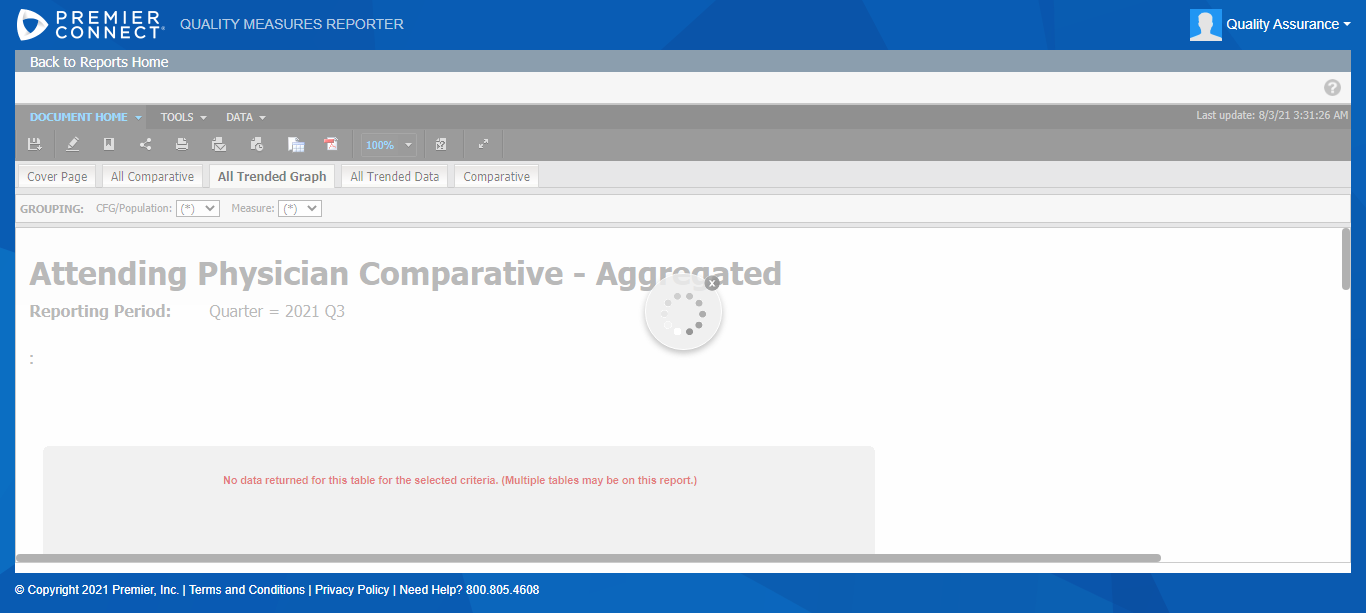 PREMIER
CONNECT
QUALITY MEASURES REPORTER
Quality Assurance
Back to Reports Home
?
DOCUMENT HOME TOOLS DATA
Last update: 8/3/21 3:31:26 AM
100%
Cover Page All Comparative All Trended Graph All Trended Data Comparative
GROUPING: CFG/Population: (*) Measure: (*)
Attending Physician Comparative - Aggregated
x
Reporting Period: Quarter = 2021 Q3
:
No data returned for this table for the selected criteria. (Multiple tables may be on this report.)
© Copyright 2021 Premier, Inc. | Terms and Conditions | Privacy Policy | Need Help? 800.805.4608